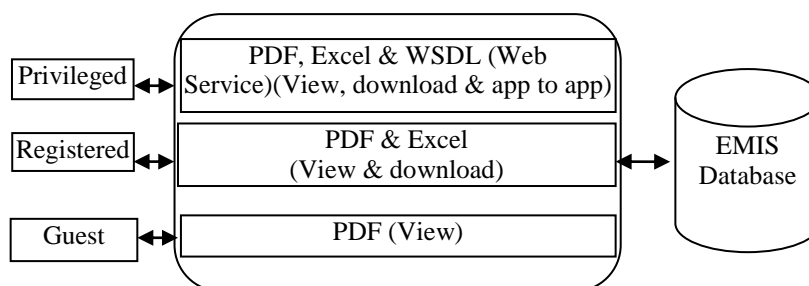 Privileged
PDF, Excel & WSDL (Web
Service)(View, download & app to app)
Registered
PDF & Excel
(View & download)
Guest
PDF (View)
EMIS
Database